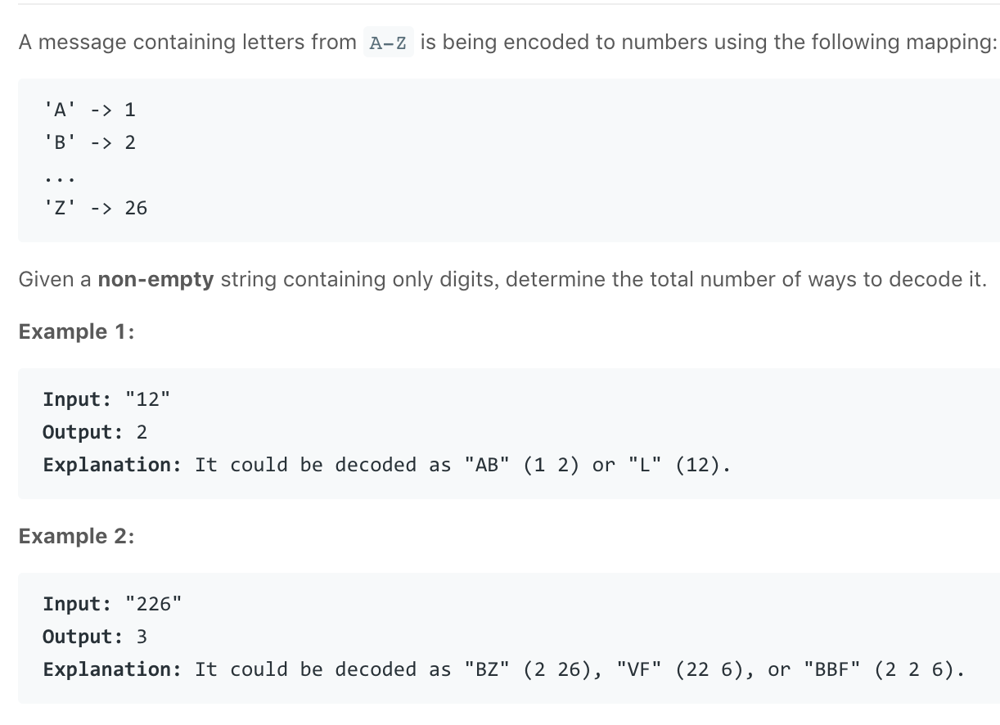 A message containing letters from A-Z is being encoded to numbers using the following mapping:
'A' -> 1
'B' -> 2
...
'Z' -> 26
Given a non-empty string containing only digits, determine the total number of ways to decode it.
Example 1:
Input: "12"
Output: 2
Explanation: It could be decoded as "AB" (1 2) or "L" (12).
Example 2:
Input: "226"
Output: 3
Explanation: It could be decoded as "BZ" (2 26), "VF" (22 6), or "BBF" (2 2 6).